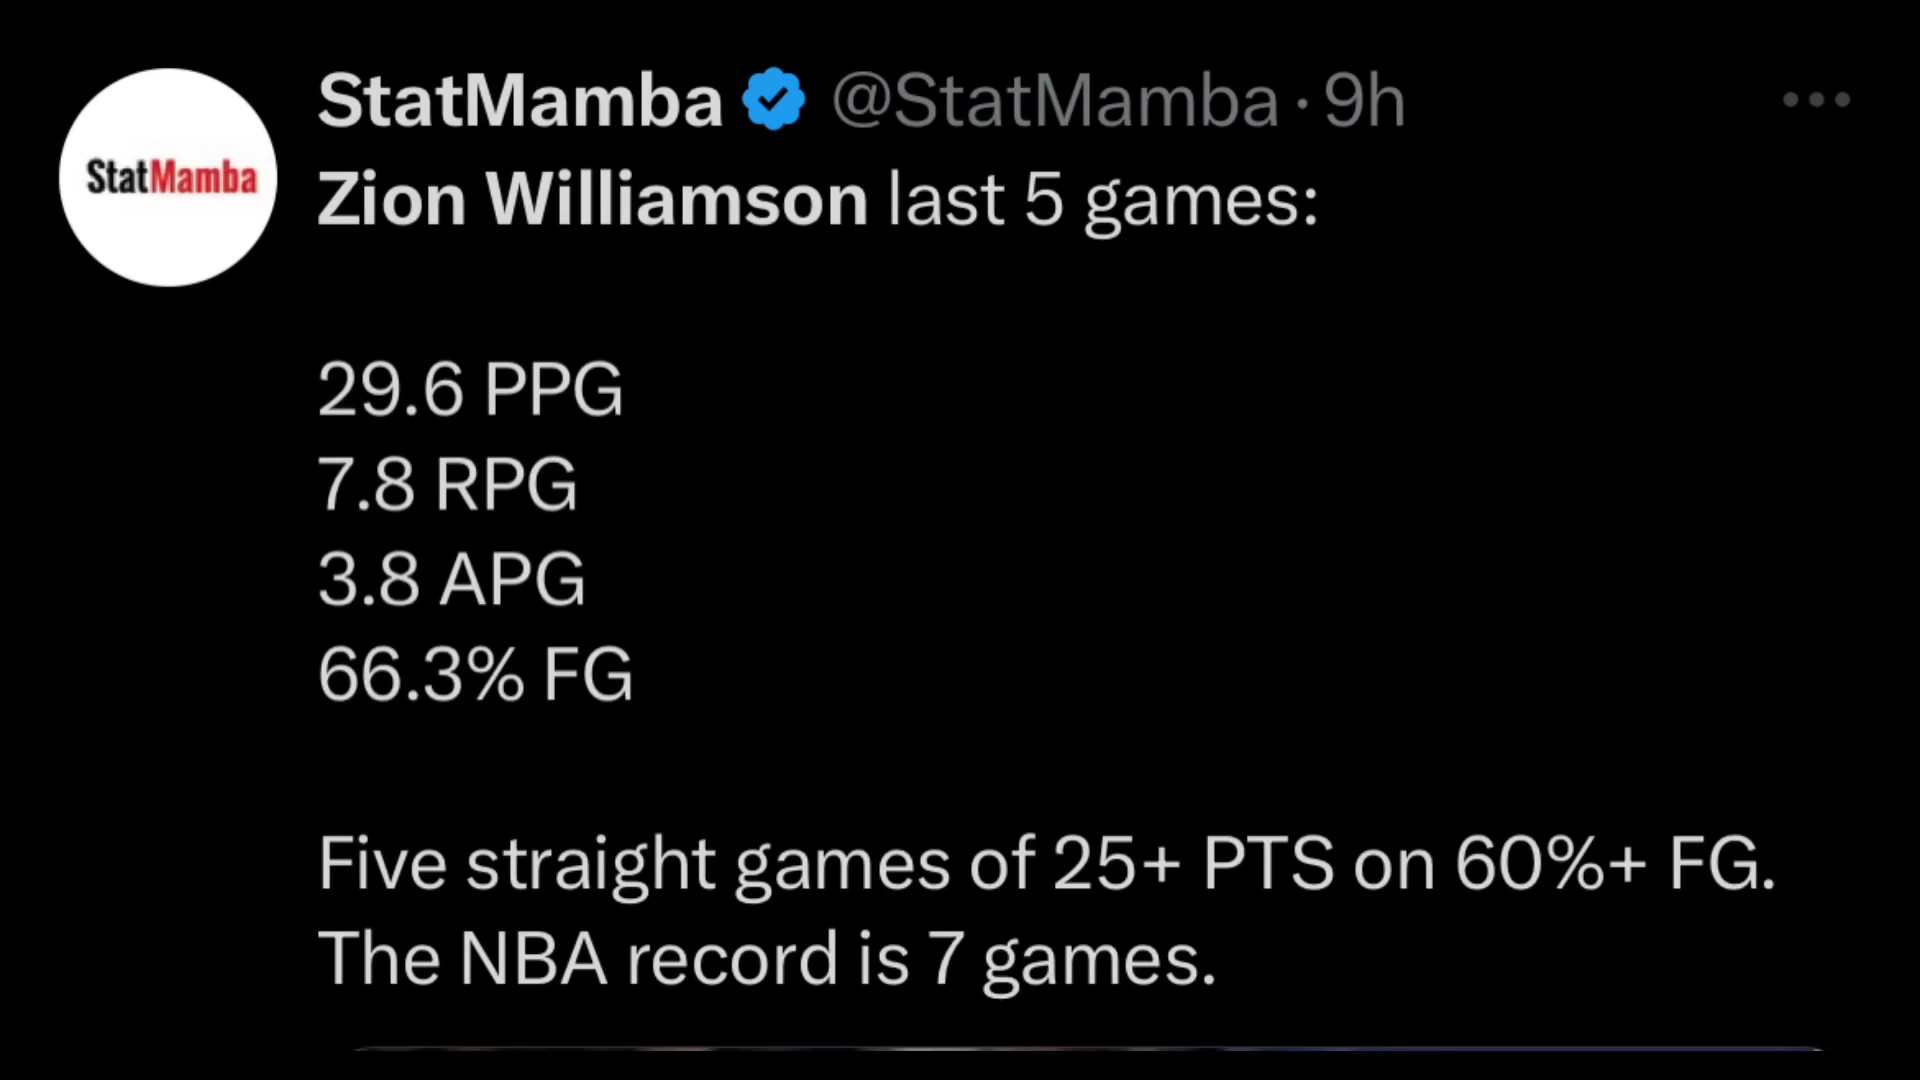 StatMamba
StatMamba @StatMamba · 9h
Zion Williamson last 5 games:
29.6 PPG
7.8 RPG
3.8 APG
66.3% FG
Five straight games of 25+ PTS on 60%+ FG.
The NBA record is 7 games.